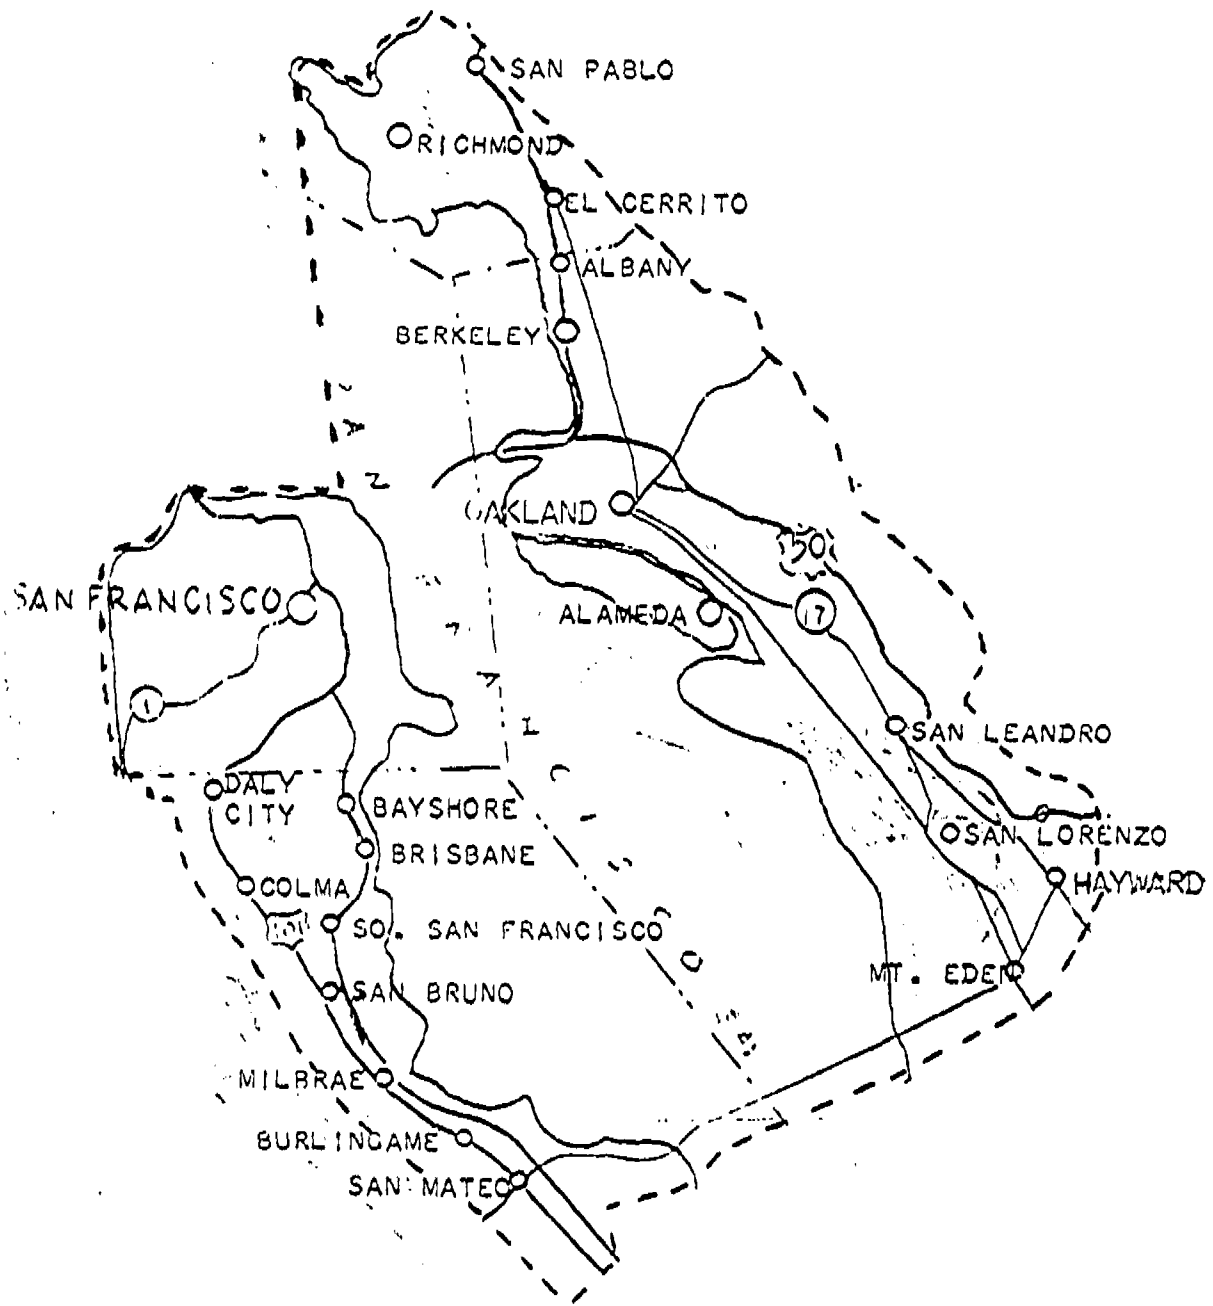 SAN PABLO
RICHMOND
EL CERRITO
ALBANY
BERKELEY
OAKLAND
50
SAN FRANCISCO
ALAMEDA
17
1
SAN LEANDRO
DALY
CITY
BAYSHORE
SAN LORENZO
BRISBANE
HAYWARD
COLMA
101
SO. SAN FRANCISCO
MT. EDEN
SAN BRUNO
MILBRAE
BURLINGAME
SAN MATEO